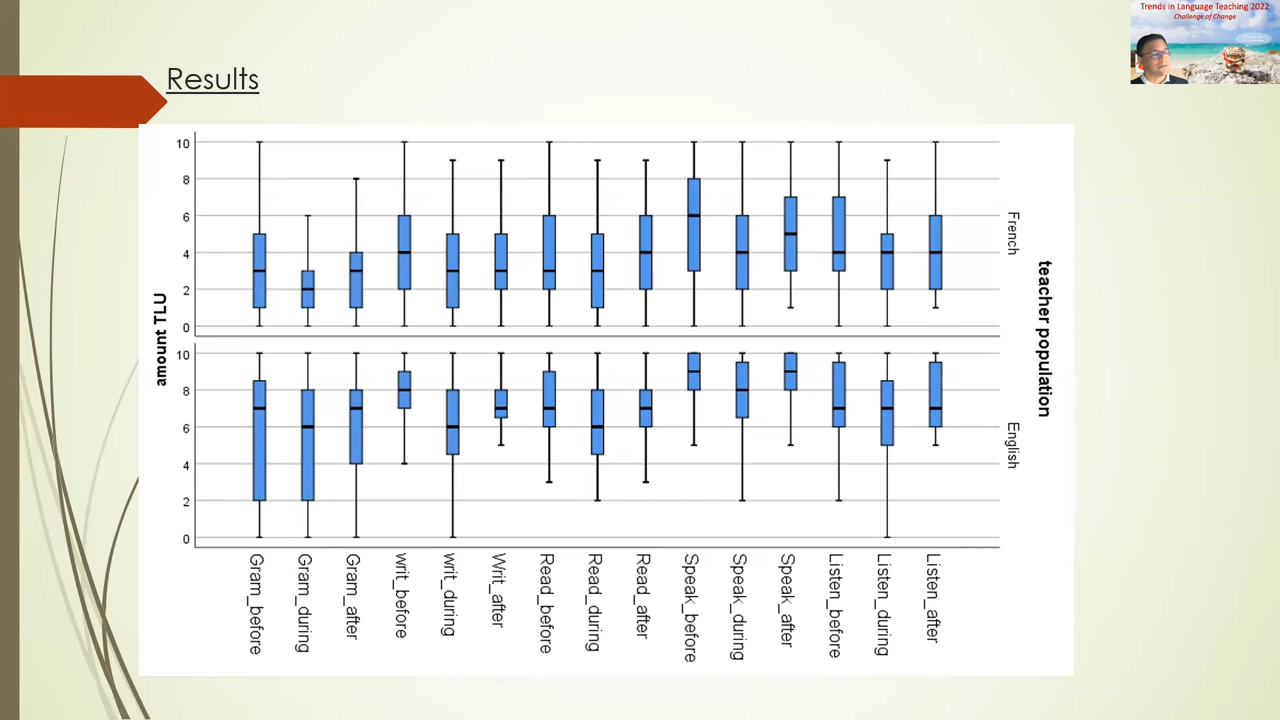 Trends in Language Teaching 2022
Challenge of Change
Results
amount TLU
10
8
6
4
2
0
French
10
8
6
4
2
0
English
teacher population
Gram_before
Gram_during
Gram_after
writ_before
writ_during
Writ_after
Read_before
Read_during
Read_after
Speak_before
Speak_during
Speak_after
Listen_before
Listen_during
Listen_after